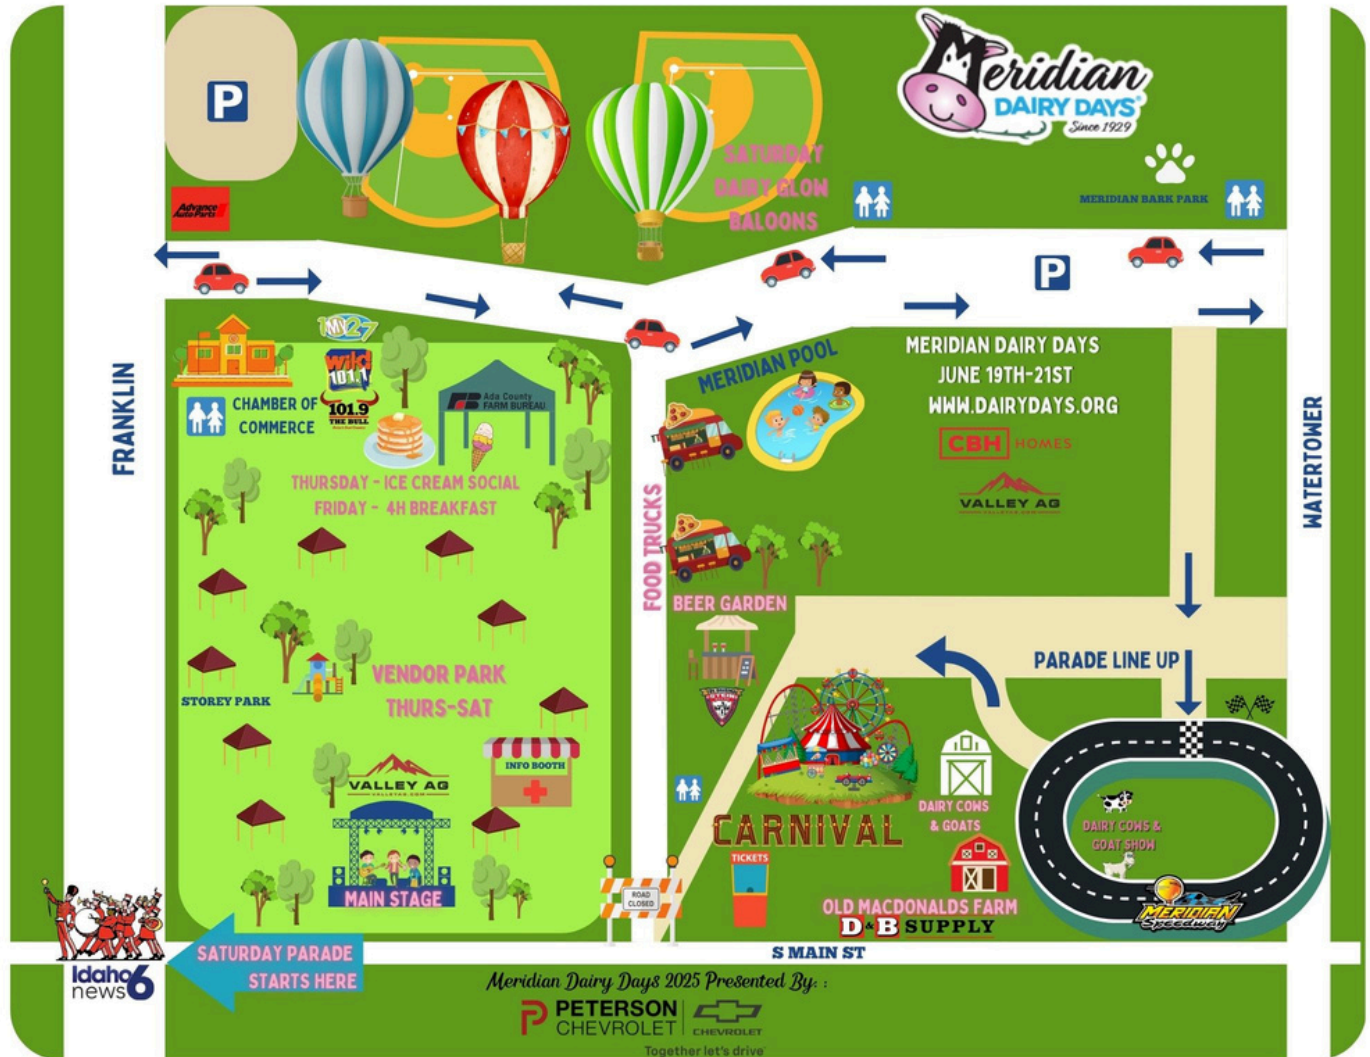 P
Meridian
DAIRY DAYS
Since 1929
SATURDAY
DAIRY GLOW
BALOONS
MERIDIAN BARK PARK
Advance
Auto Parts
P
FRANKLIN
MY27
Wild
101.1
101.9
THE BULL
CHAMBER OF
COMMERCE
Ada County
FARM BUREAU
THURSDAY - ICE CREAM SOCIAL
FRIDAY - 4H BREAKFAST
MERIDIAN POOL
MERIDIAN DAIRY DAYS
JUNE 19TH-21ST
WWW.DAIRYDAYS.ORG
CBH HOMES
VALLEY AG
WATERTOWER
FOOD TRUCKS
BEER GARDEN
VENDOR PARK
THURS-SAT
STOREY PARK
PARADE LINE UP
INFO BOOTH
VALLEY AG
MAIN STAGE
CARNIVAL
TICKETS
DAIRY COWS
& GOATS
DAIRY COWS &
GOAT SHOW
OLD MACDONALDS FARM
D&B SUPPLY
MERIDIAN
Speedway
ROAD
CLOSED
S MAIN ST
SATURDAY PARADE
STARTS HERE
Idaho
news6
Meridian Dairy Days 2025 Presented By: :
PETERSON
CHEVROLET
CHEVROLET
Together let's drive